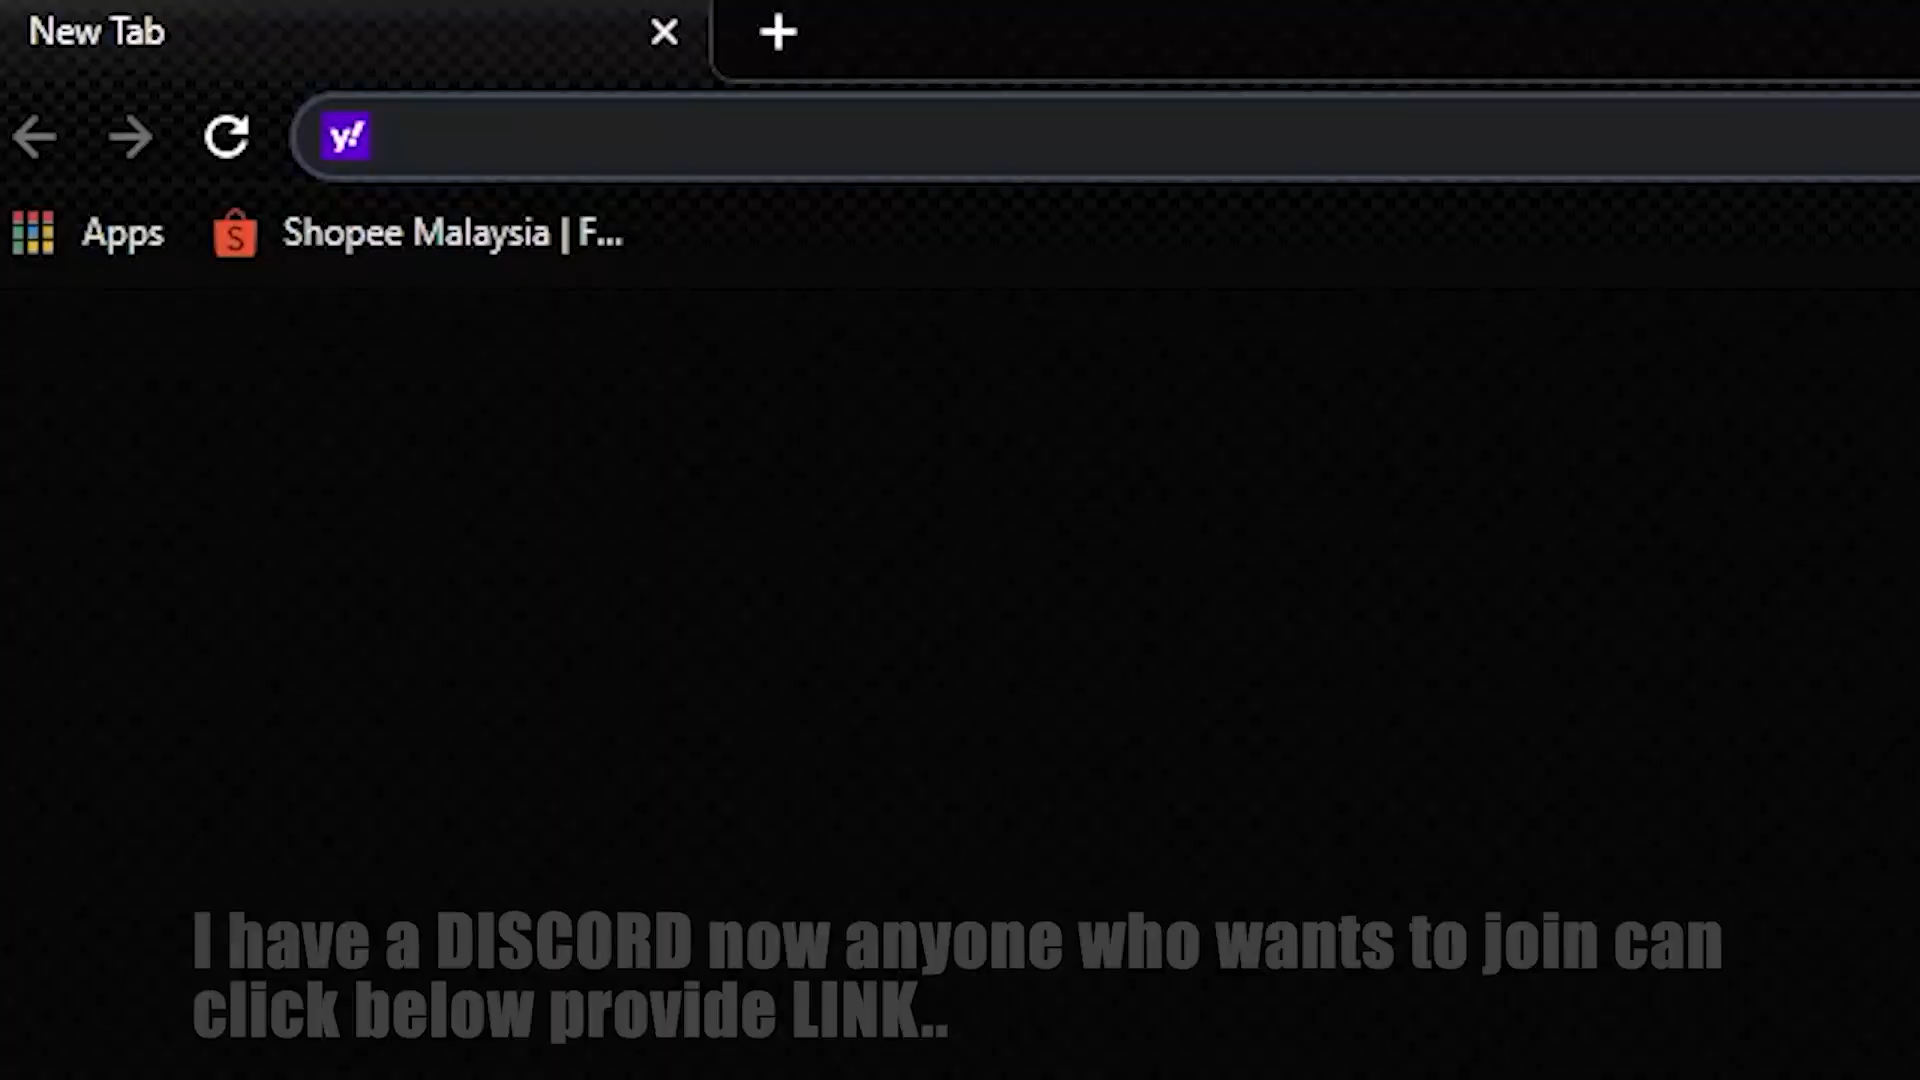 New Tab
y!
Apps
S
Shopee Malaysia | F...
I have a DISCORD now anyone who wants to join can
click below provide LINK..